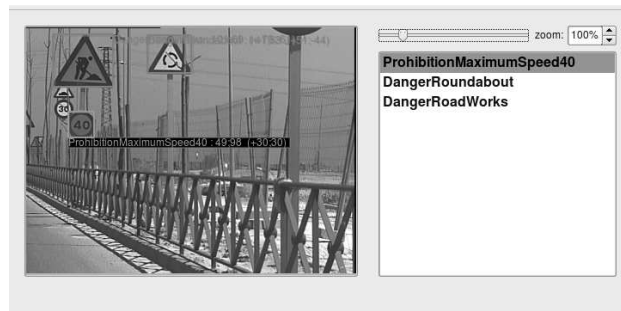 zoom: 100%
ProhibitionMaximumSpeed40
DangerRoundabout
DangerRoadWorks
30
40
ProhibitionMaximumSpeed40 : 49;98 (+30;30)